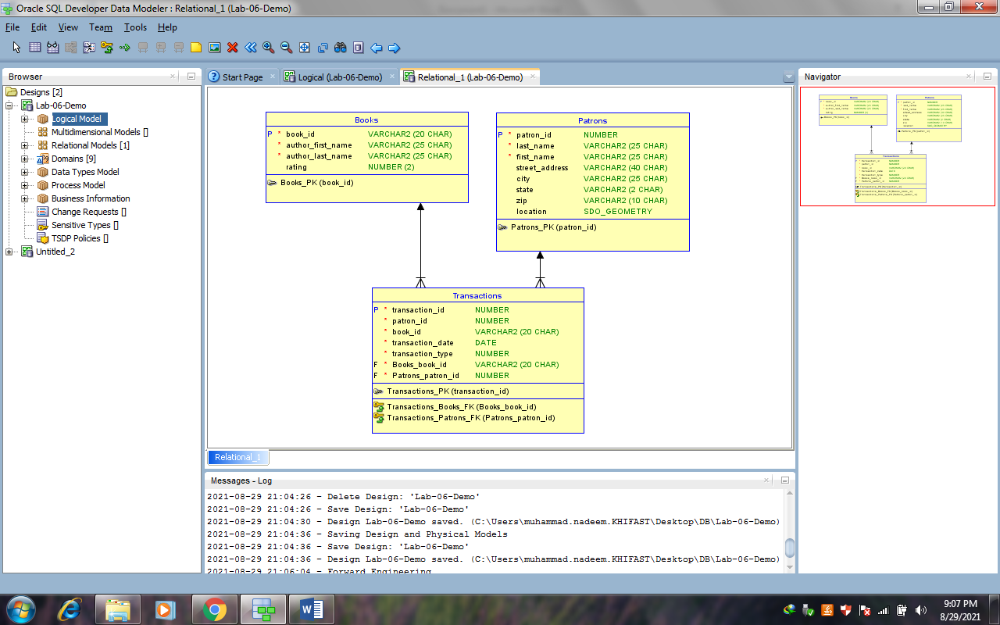 Oracle SQL Developer Data Modeler : Relational_1 (Lab-06-Demo)
File Edit View Team Tools Help
Browser
Designs [2]
Lab-06-Demo
Logical Model
Multidimensional Models []
Relational Models [1]
Domains [9]
Data Types Model
Process Model
Business Information
Change Requests []
Sensitive Types []
TSDP Policies []
Untitled_2
Start Page
Logical (Lab-06-Demo)
Relational_1 (Lab-06-Demo)
Books
P * book_id VARCHAR2 (20 CHAR)
* author_first_name VARCHAR2 (25 CHAR)
* author_last_name VARCHAR2 (25 CHAR)
rating NUMBER (2)
Books_PK (book_id)
Patrons
P * patron_id NUMBER
* last_name VARCHAR2 (25 CHAR)
* first_name VARCHAR2 (25 CHAR)
street_address VARCHAR2 (40 CHAR)
city VARCHAR2 (25 CHAR)
state VARCHAR2 (2 CHAR)
zip VARCHAR2 (10 CHAR)
location SDO_GEOMETRY
Patrons_PK (patron_id)
Transactions
P * transaction_id NUMBER
* patron_id NUMBER
* book_id VARCHAR2 (20 CHAR)
* transaction_date DATE
* transaction_type NUMBER
F * Books_book_id VARCHAR2 (20 CHAR)
F * Patrons_patron_id NUMBER
Transactions_PK (transaction_id)
Transactions_Books_FK (Books_book_id)
Transactions_Patrons_FK (Patrons_patron_id)
Relational_1
Navigator
Books
Patrons
Transactions
Messages - Log
2021-08-29 21:04:26 - Delete Design: 'Lab-06-Demo'
2021-08-29 21:04:26 - Save Design: 'Lab-06-Demo'
2021-08-29 21:04:30 - Design Lab-06-Demo saved. (C:\Users\muhammad.nadeem.KHIFAST\Desktop\DB\Lab-06-Demo)
2021-08-29 21:04:36 - Saving Design and Physical Models
2021-08-29 21:04:36 - Save Design: 'Lab-06-Demo'
2021-08-29 21:04:36 - Design Lab-06-Demo saved. (C:\Users\muhammad.nadeem.KHIFAST\Desktop\DB\Lab-06-Demo)
2021-08-29 21:06:04 - Forward Engineering
9:07 PM
8/29/2021